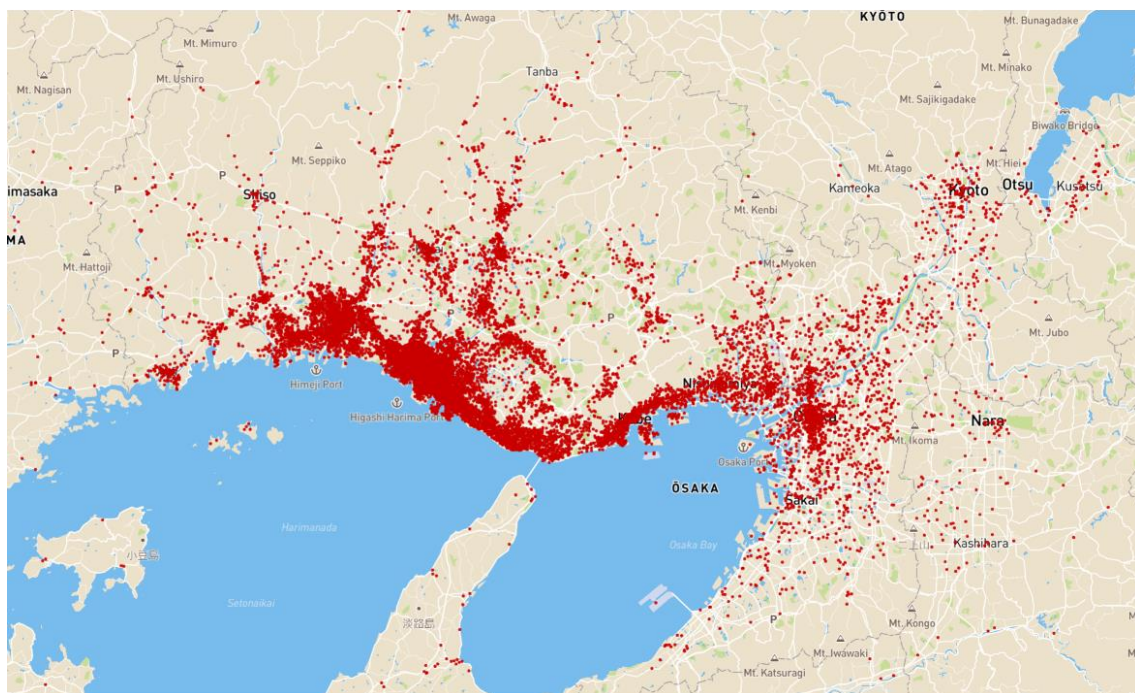 Mt. Awaga
KYŌTO
Mt. Bunagadake
Mt. Mimuro
Mt. Minako
Mt. Ushiro
Tanba
Mt. Nagisan
Mt. Sajikigadake
Biwako Bridge
Mt. Seppiko
Mt. Atago
Mt. Hiei
P
imasaka
Kameoka
Kyoto
Otsu
Kusatsu
Mt. Kenbi
MA
Mt. Myoken
Mt. Hattoji
P
P
Mt. Jubo
P
Himeji Port
Higashi Harima Port
Nara
Mt. Ikoma
Osaka Port
ŌSAKA
Sakai
Harimanada
Osaka Bay
小豆島
Kashihara
Setonaikai
淡路島
P
Mt. Kongo
Mt. Iwawaki
Mt. Katsuragi
M